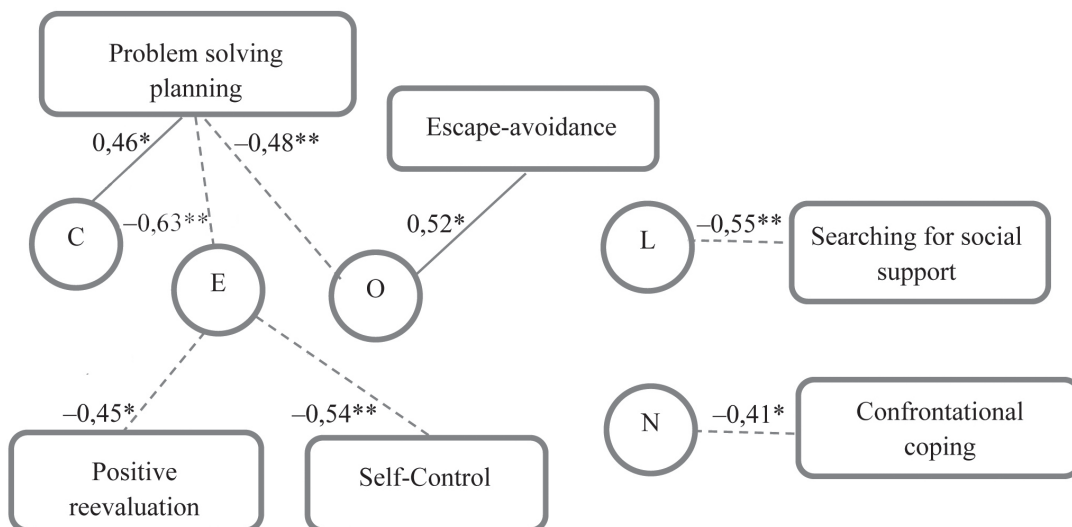 Problem solving
planning
Escape-avoidance
0,46*
–0,48**
–0,63**
0,52*
C
E
O
L
–0,55**
Searching for social
support
–0,45*
–0,54**
Positive
reevaluation
Self-Control
N
–0,41*
Confrontational
coping